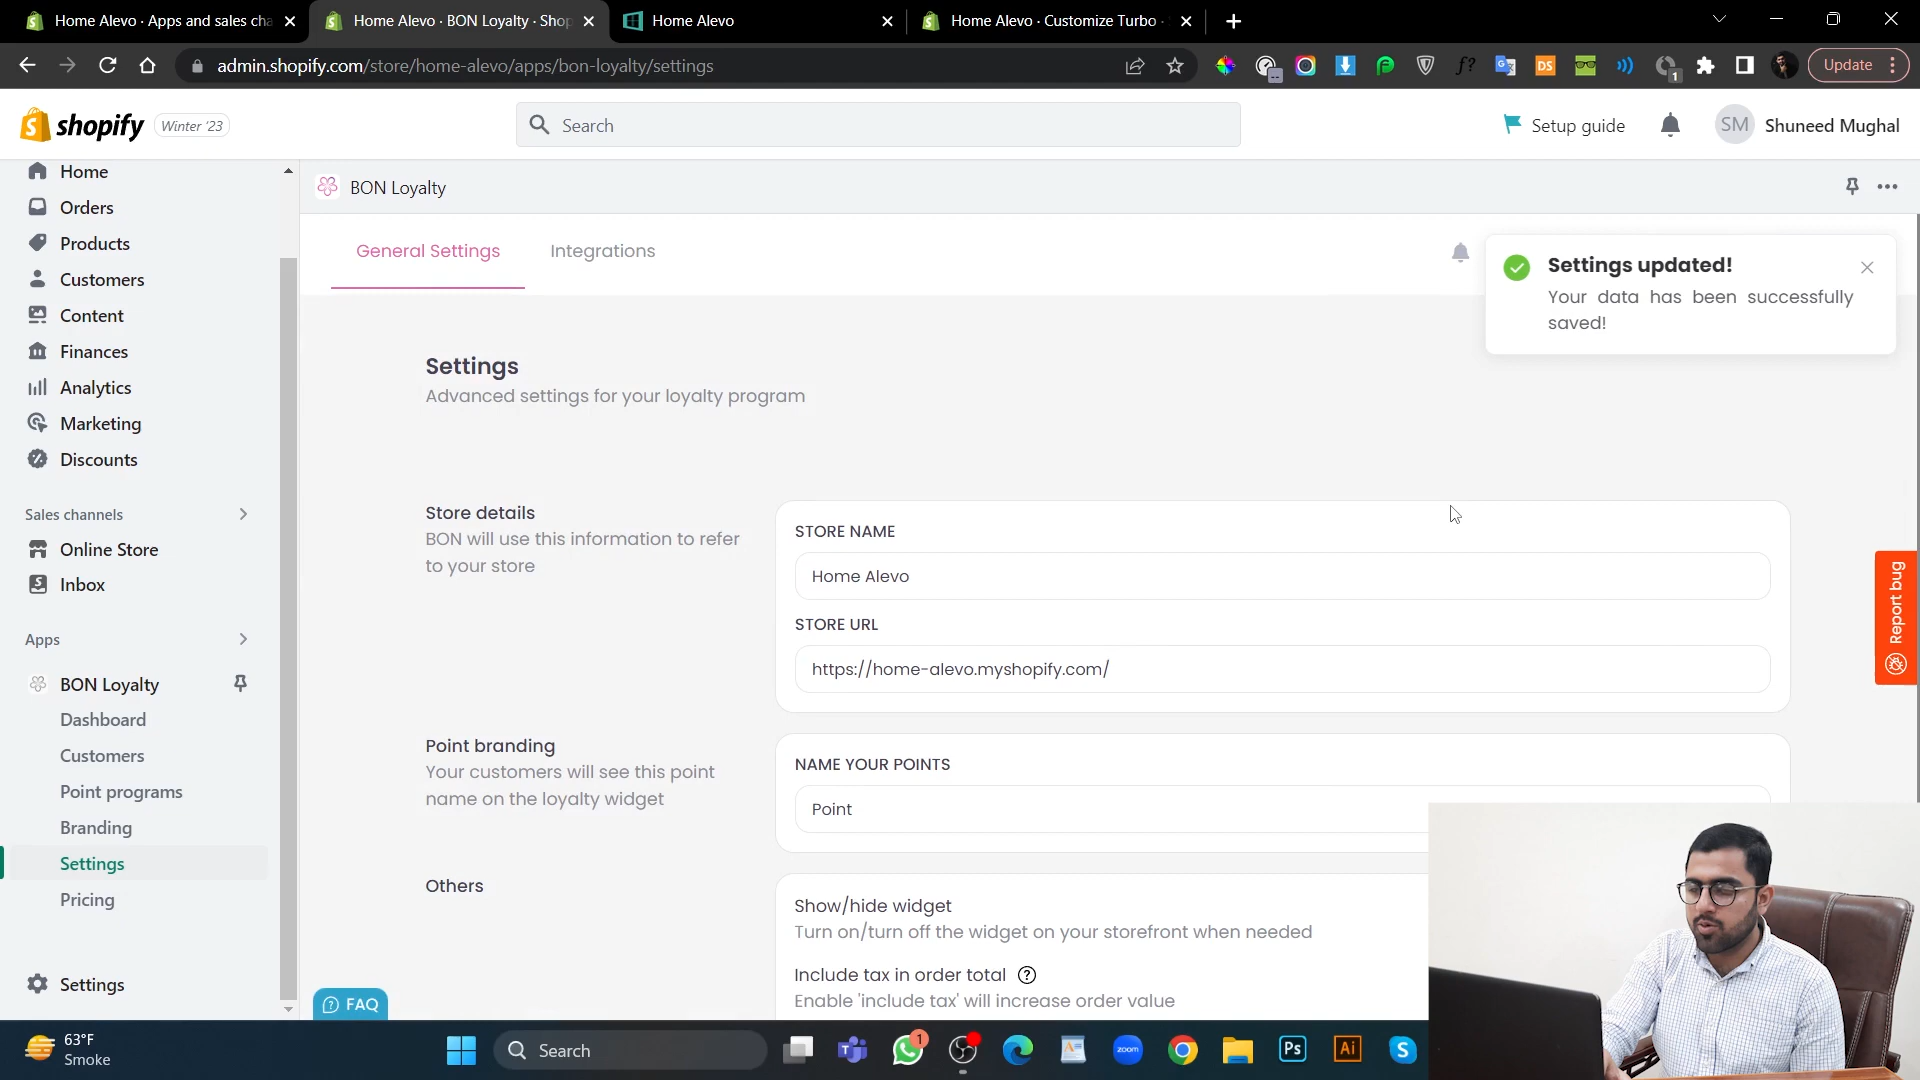 Home Alevo · Apps and sales cha
Home Alevo · BON Loyalty · Shop
Home Alevo
Home Alevo · Customize Turbo ·
admin.shopify.com/store/home-alevo/apps/bon-loyalty/settings
Update
shopify
Winter '23
Search
Setup guide
SM
Shuneed Mughal
Home
Orders
Products
Customers
Content
Finances
Analytics
Marketing
Discounts
Sales channels
Online Store
Inbox
Apps
BON Loyalty
Dashboard
Customers
Point programs
Branding
Settings
Pricing
Settings
BON Loyalty
General Settings
Integrations
Settings updated!
Your data has been successfully
saved!
Settings
Advanced settings for your loyalty program
Store details
BON will use this information to refer
to your store
STORE NAME
Home Alevo
STORE URL
https://home-alevo.myshopify.com/
Point branding
Your customers will see this point
name on the loyalty widget
NAME YOUR POINTS
Point
Others
Show/hide widget
Turn on/turn off the widget on your storefront when needed
Include tax in order total
Enable 'include tax' will increase order value
Report bug
FAQ
63°F
Smoke
Search
1
zoom
Ps
Ai